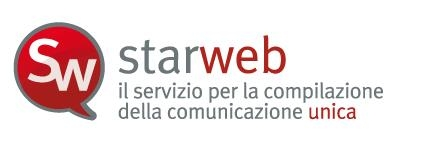 SW
starweb
il servizio per la compilazione
della comunicazione unica